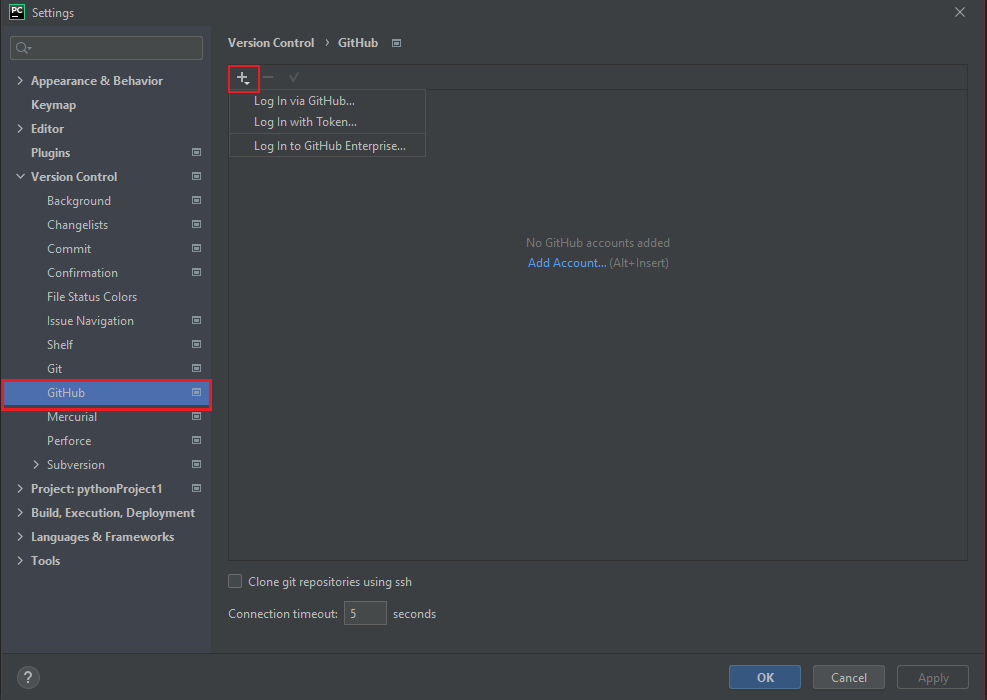 PC Settings
Version Control › GitHub
Appearance & Behavior
Keymap
Editor
Plugins
Version Control
Background
Changelists
Commit
Confirmation
File Status Colors
Issue Navigation
Shelf
Git
GitHub
Mercurial
Perforce
Subversion
Project: pythonProject1
Build, Execution, Deployment
Languages & Frameworks
Tools
Log In via GitHub...
Log In with Token...
Log In to GitHub Enterprise...
No GitHub accounts added
Add Account... (Alt+Insert)
Clone git repositories using ssh
Connection timeout: 5 seconds
? OK Cancel Apply